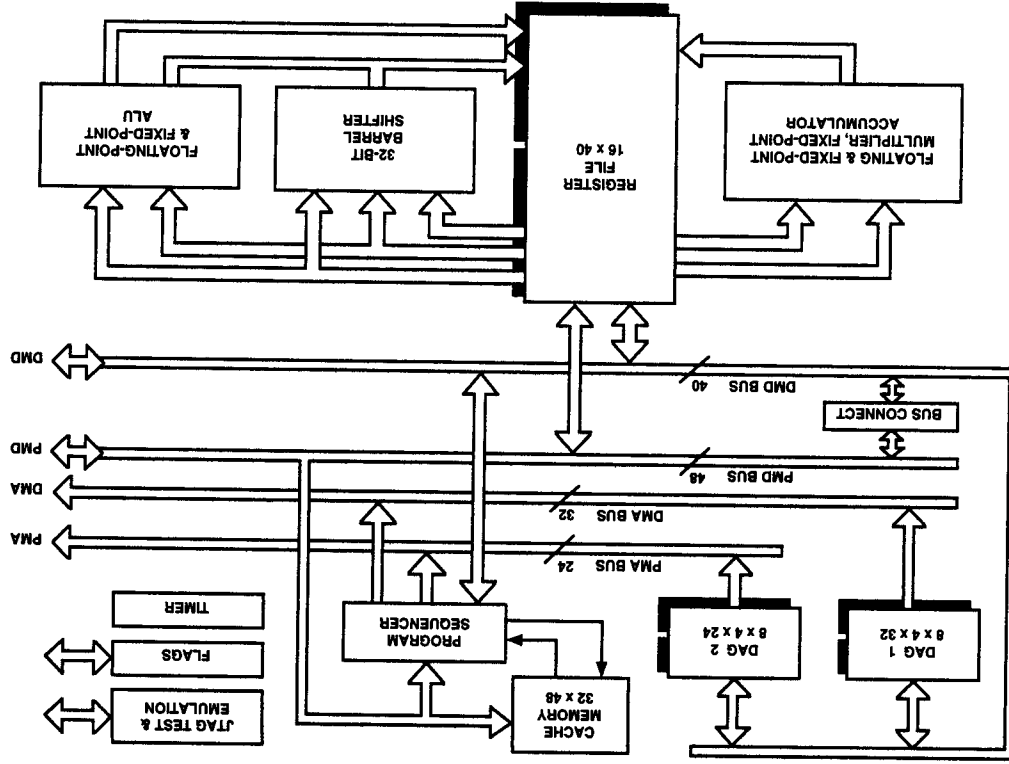 DAG 1
8 x 4 x 32
DAG 2
8 x 4 x 24
CACHE
MEMORY
32 x 48
PROGRAM
SEQUENCER
JTAG TEST &
EMULATION
FLAGS
TIMER
PMA BUS
24
PMA
DMA BUS
32
DMA
PMD BUS
48
PMD
BUS CONNECT
DMD BUS
40
DMD
FLOATING & FIXED-POINT
MULTIPLIER, FIXED-POINT
ACCUMULATOR
REGISTER
FILE
16 x 40
32-BIT
BARREL
SHIFTER
FLOATING-POINT
& FIXED-POINT
ALU